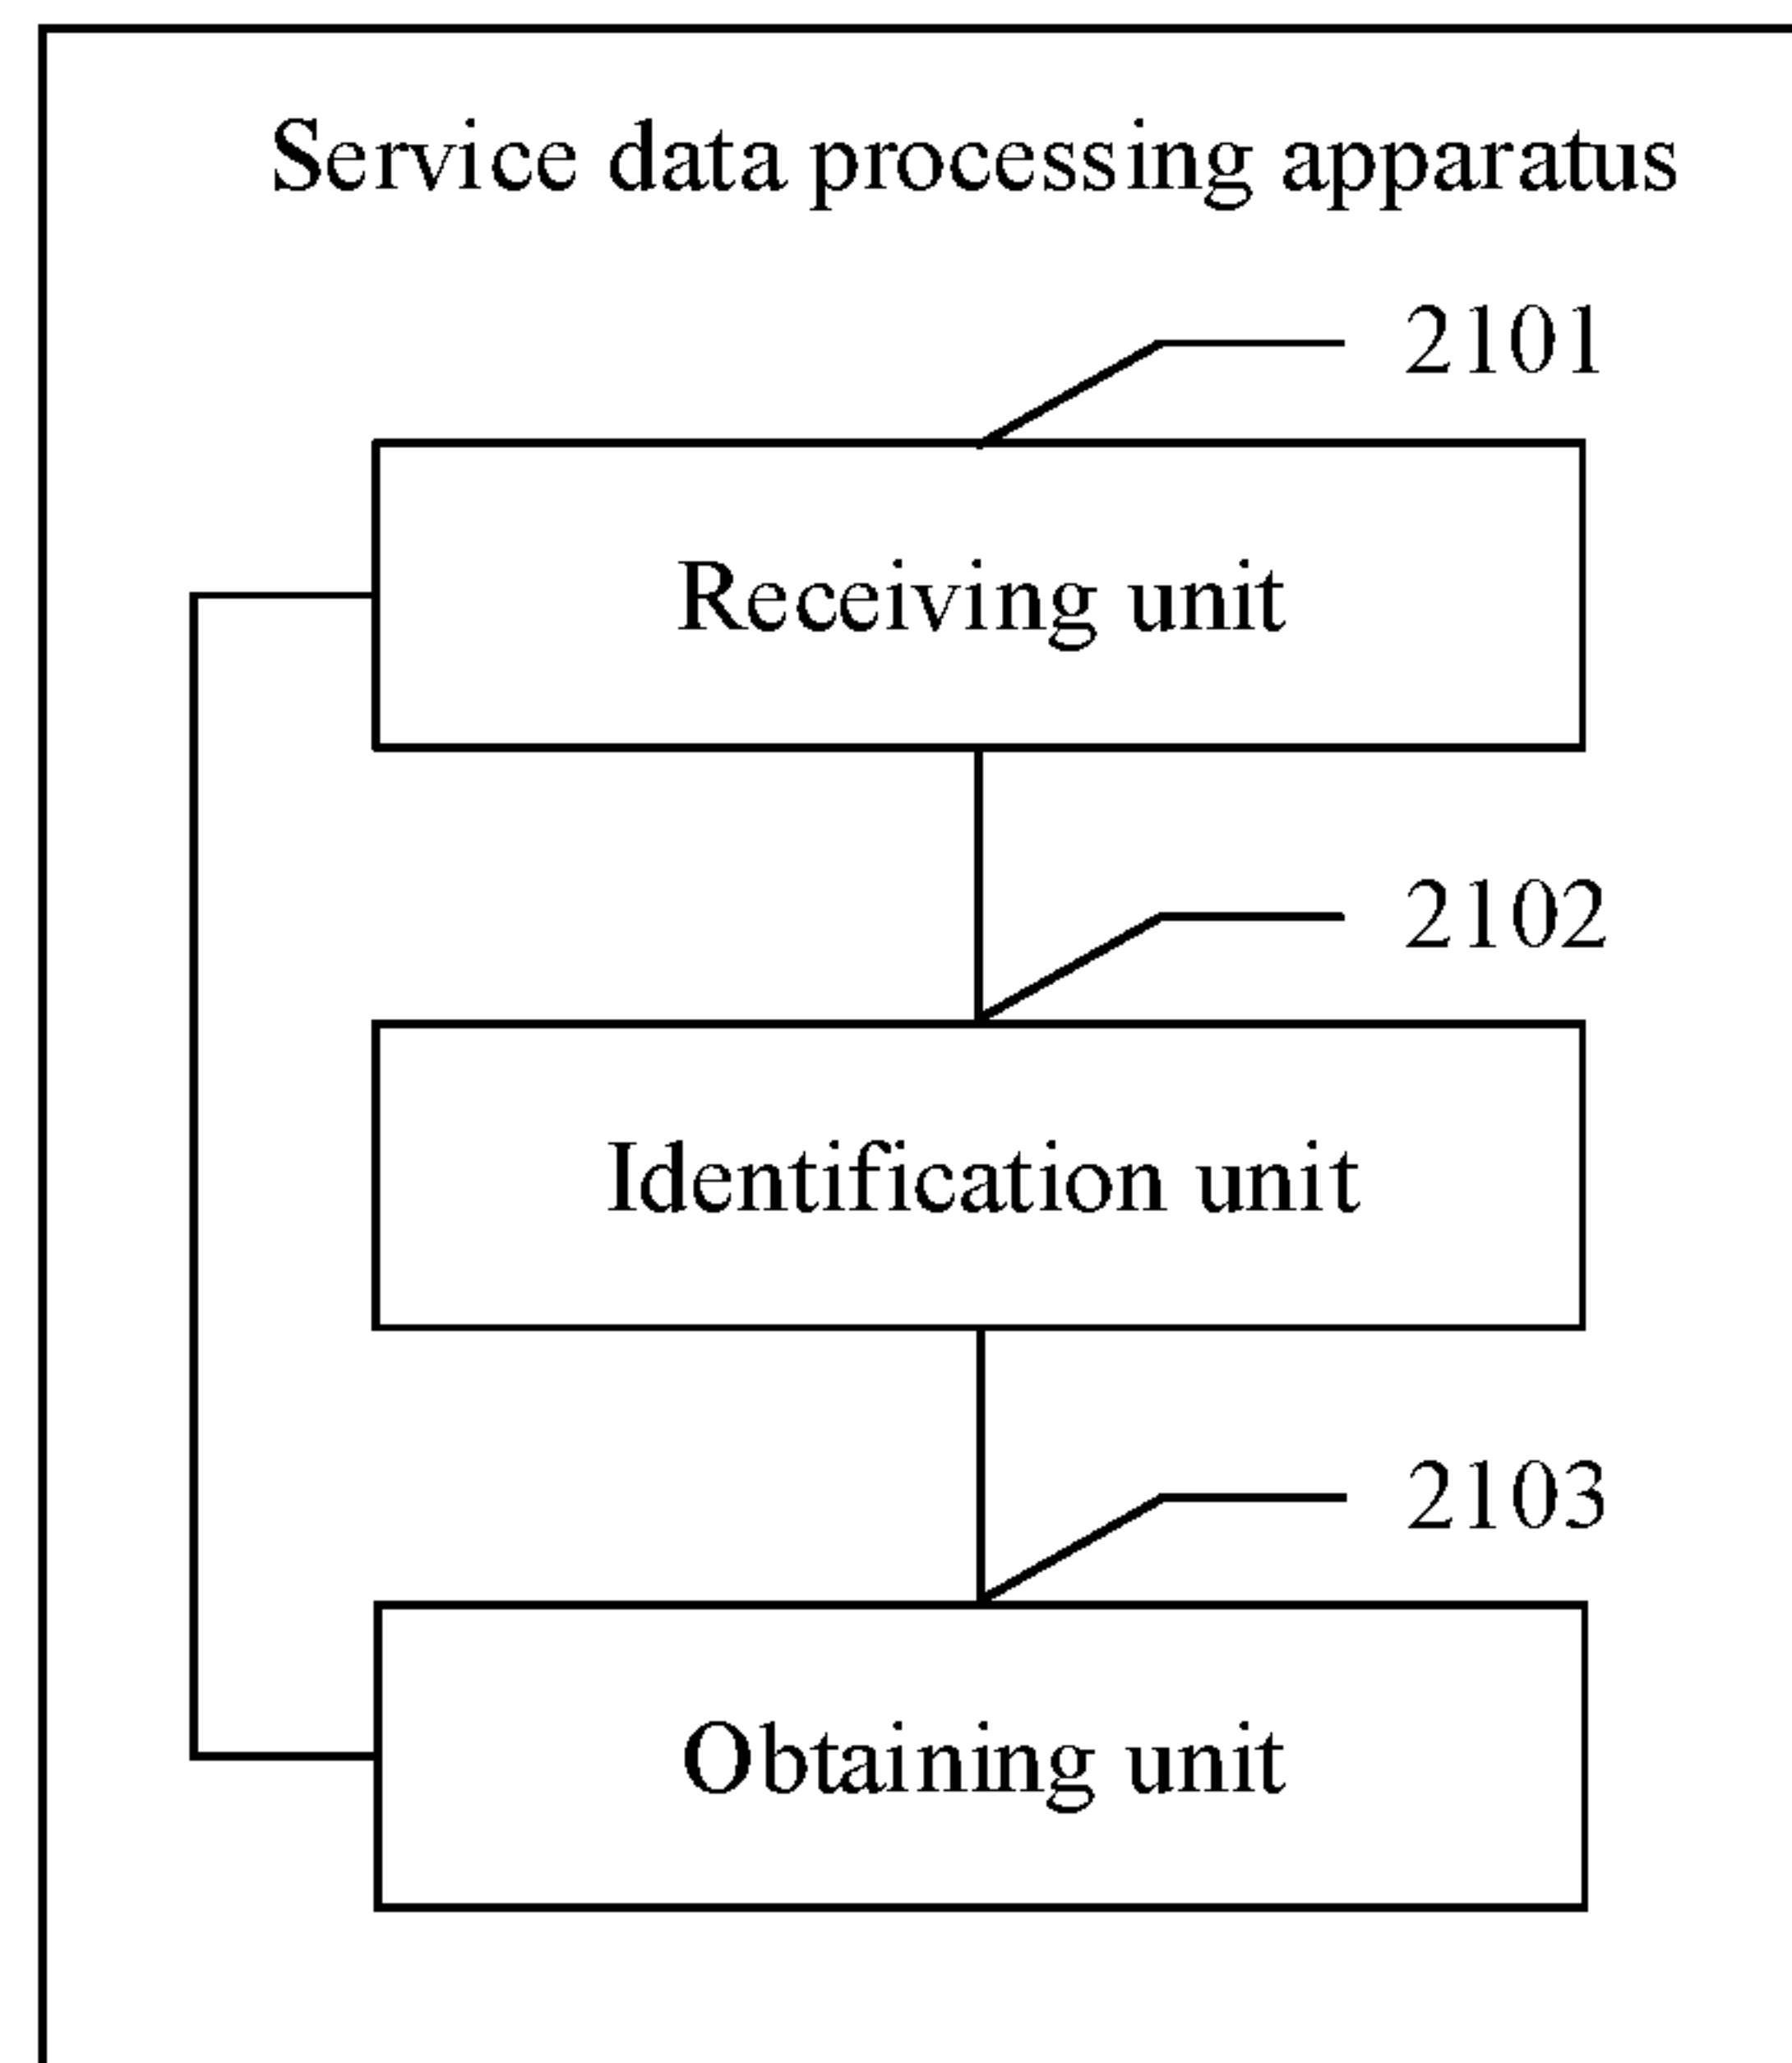 Service data processing apparatus
2101
Receiving unit
2102
Identification unit
2103
Obtaining unit